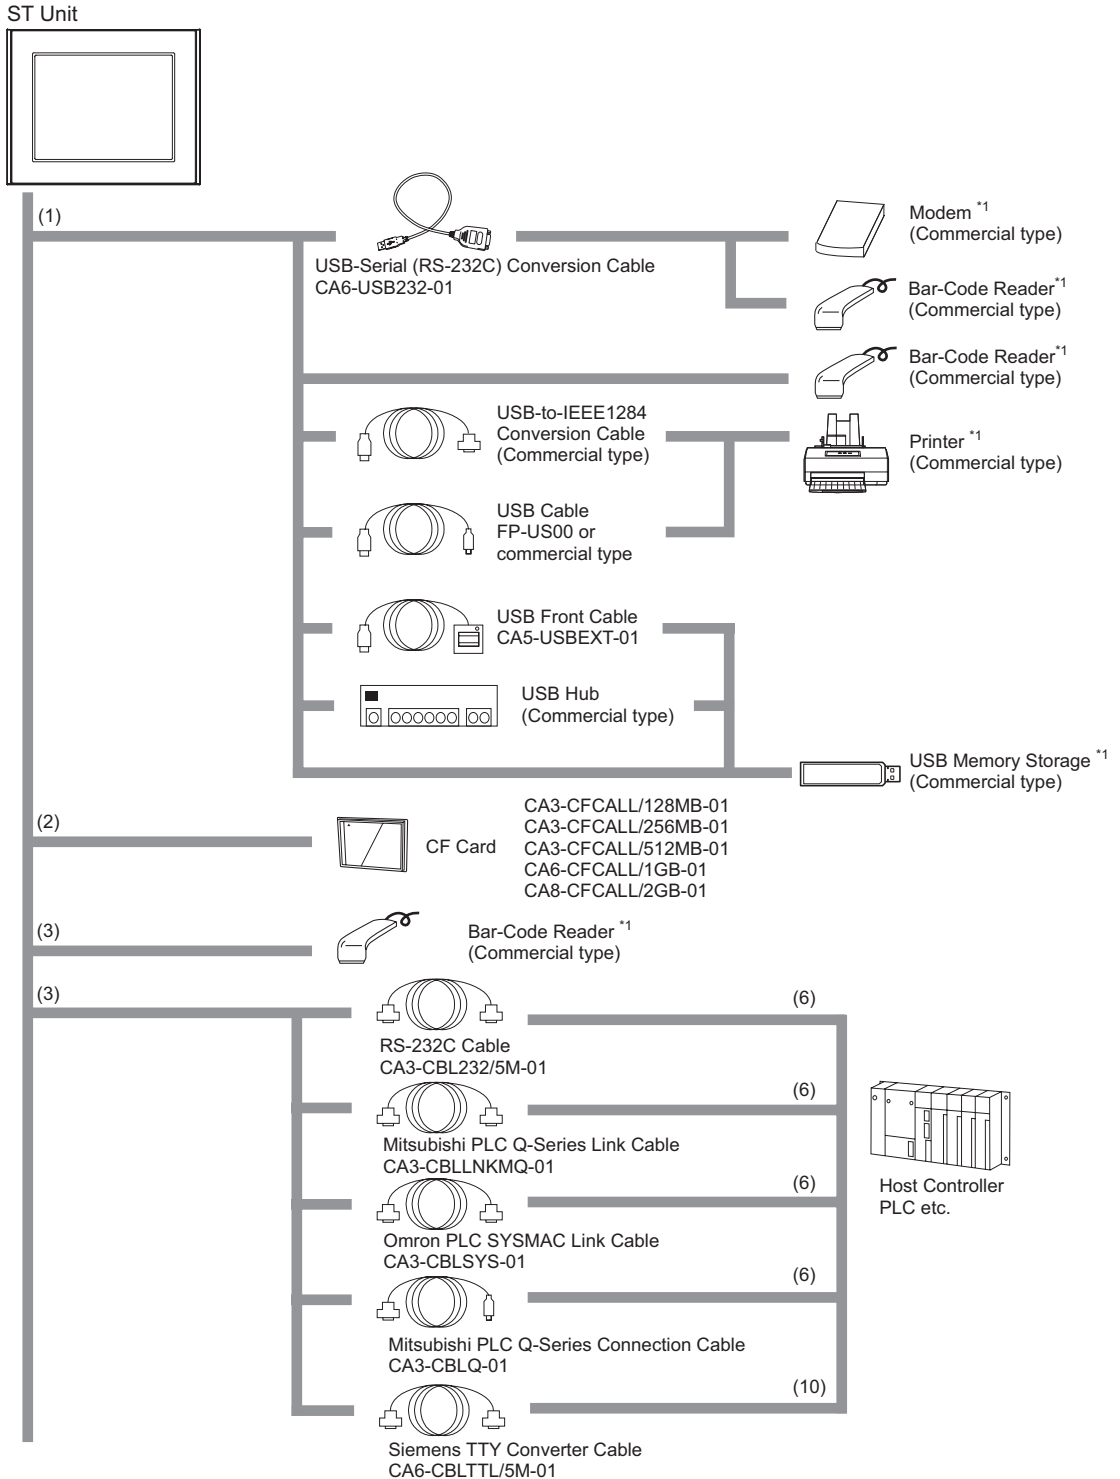 ST Unit
(1)
USB-Serial (RS-232C) Conversion Cable
CA6-USB232-01
Modem *1
(Commercial type)
Bar-Code Reader*1
(Commercial type)
Bar-Code Reader*1
(Commercial type)
USB-to-IEEE1284
Conversion Cable
(Commercial type)
Printer *1
(Commercial type)
USB Cable
FP-US00 or
commercial type
USB Front Cable
CA5-USBEXT-01
USB Hub
(Commercial type)
USB Memory Storage *1
(Commercial type)
(2)
CF Card
CA3-CFCALL/128MB-01
CA3-CFCALL/256MB-01
CA3-CFCALL/512MB-01
CA6-CFCALL/1GB-01
CA8-CFCALL/2GB-01
(3)
Bar-Code Reader *1
(Commercial type)
(3)
(6)
RS-232C Cable
CA3-CBL232/5M-01
(6)
Mitsubishi PLC Q-Series Link Cable
CA3-CBLLNKMQ-01
(6)
Host Controller
PLC etc.
Omron PLC SYSMAC Link Cable
CA3-CBLSYS-01
(6)
Mitsubishi PLC Q-Series Connection Cable
CA3-CBLQ-01
(10)
Siemens TTY Converter Cable
CA6-CBLTTL/5M-01